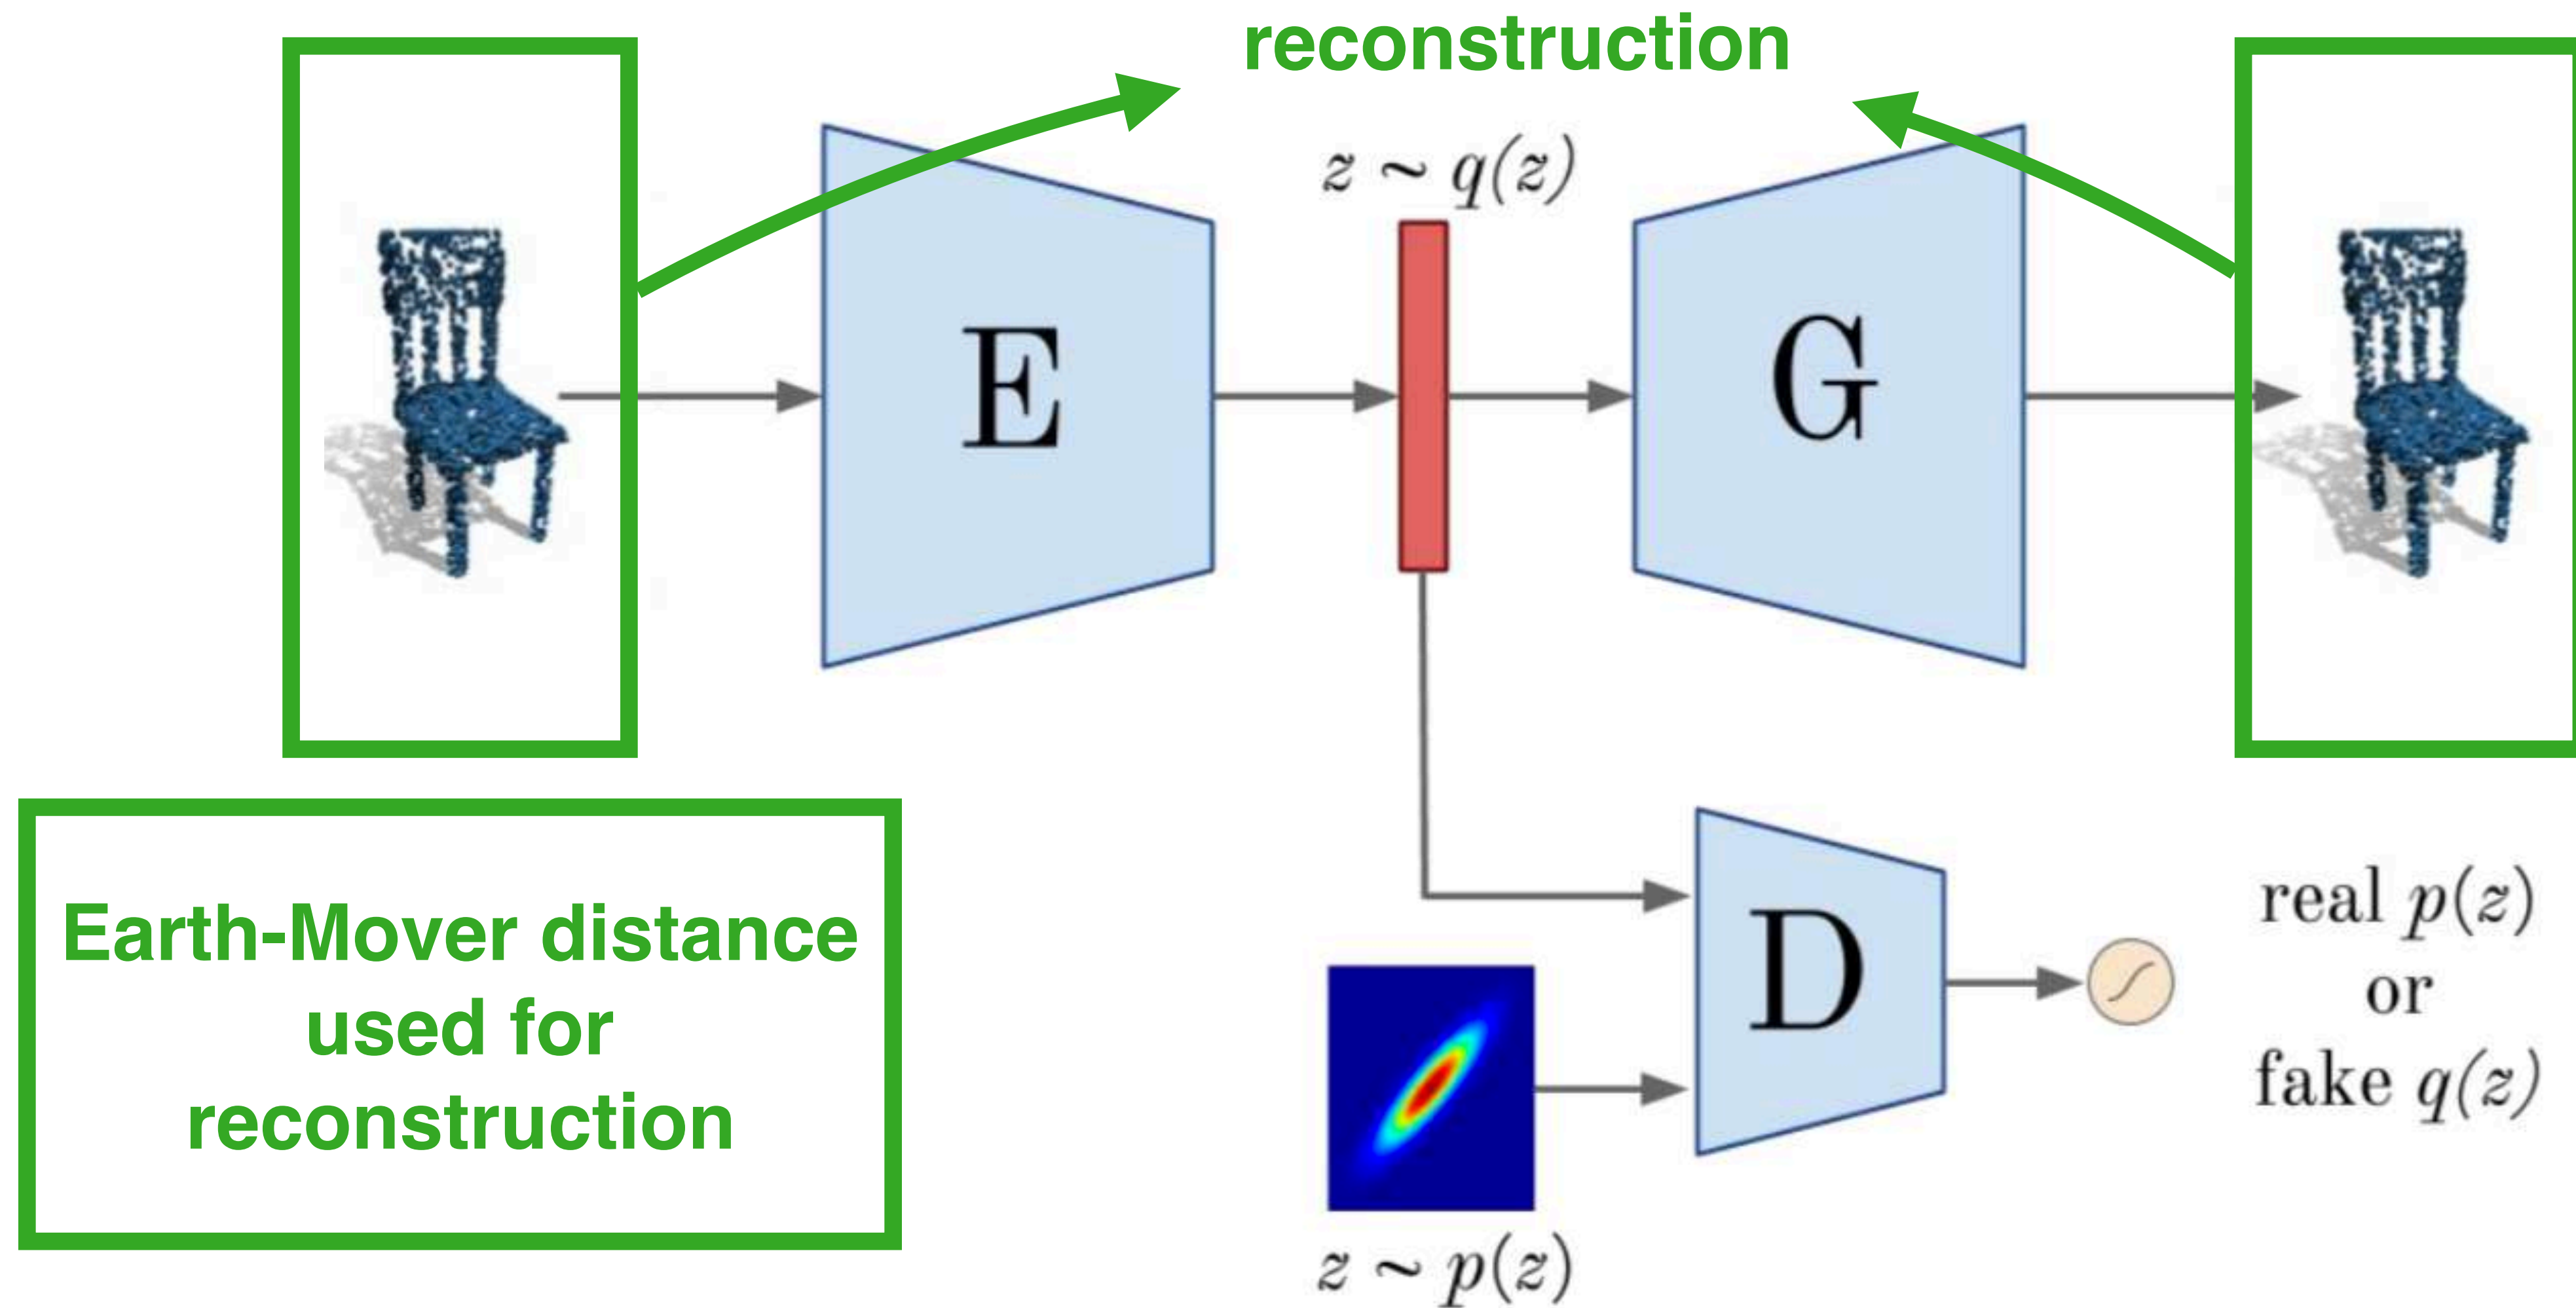 reconstruction
z ~ q(z)
E
G
Earth-Mover distance
used for
reconstruction
D
real p(z)
or
fake q(z)
z ~ p(z)